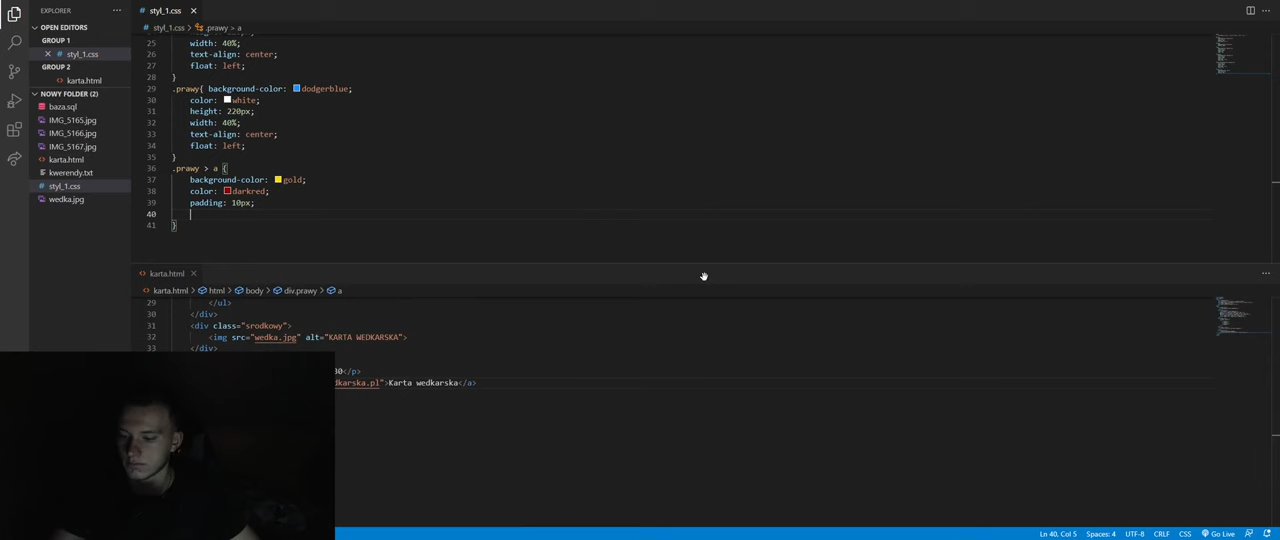 EXPLORER
OPEN EDITORS
GROUP 1
styl_1.css
GROUP 2
karta.html
NOWY FOLDER (2)
baza.sql
IMG_5165.jpg
IMG_5166.jpg
IMG_5167.jpg
karta.html
kwerendy.txt
styl_1.css
wedka.jpg
styl_1.css
styl_1.css > .prawy > a
25 width: 40%;
26 text-align: center;
27 float: left;
28 }
29 .prawy{ background-color: dodgerblue;
30 color: white;
31 height: 220px;
32 width: 40%;
33 text-align: center;
34 float: left;
35 }
36 .prawy > a {
37 background-color: gold;
38 color: darkred;
39 padding: 10px;
40
41 }
karta.html
karta.html > html > body > div.prawy > a
29 </ul>
30 </div>
31 <div class="srodkowy">
32 <img src="wedka.jpg" alt="KARTA WEDKARSKA">
33 </div>
30</p>
dkarska.pl">Karta wedkarska</a>
Ln 40, Col 5 Spaces: 4 UTF-8 CRLF CSS Go Live